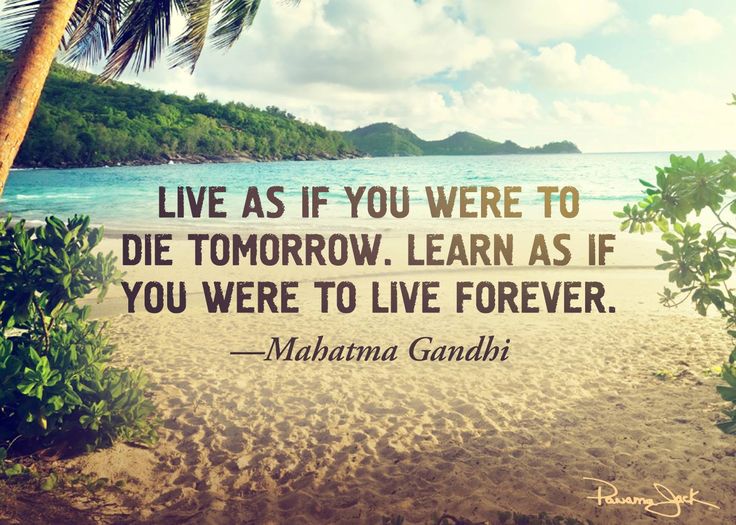 LIVE AS IF YOU WERE TO
DIE TOMORROW. LEARN AS IF
YOU WERE TO LIVE FOREVER.
—Mahatma Gandhi
Panama Jack